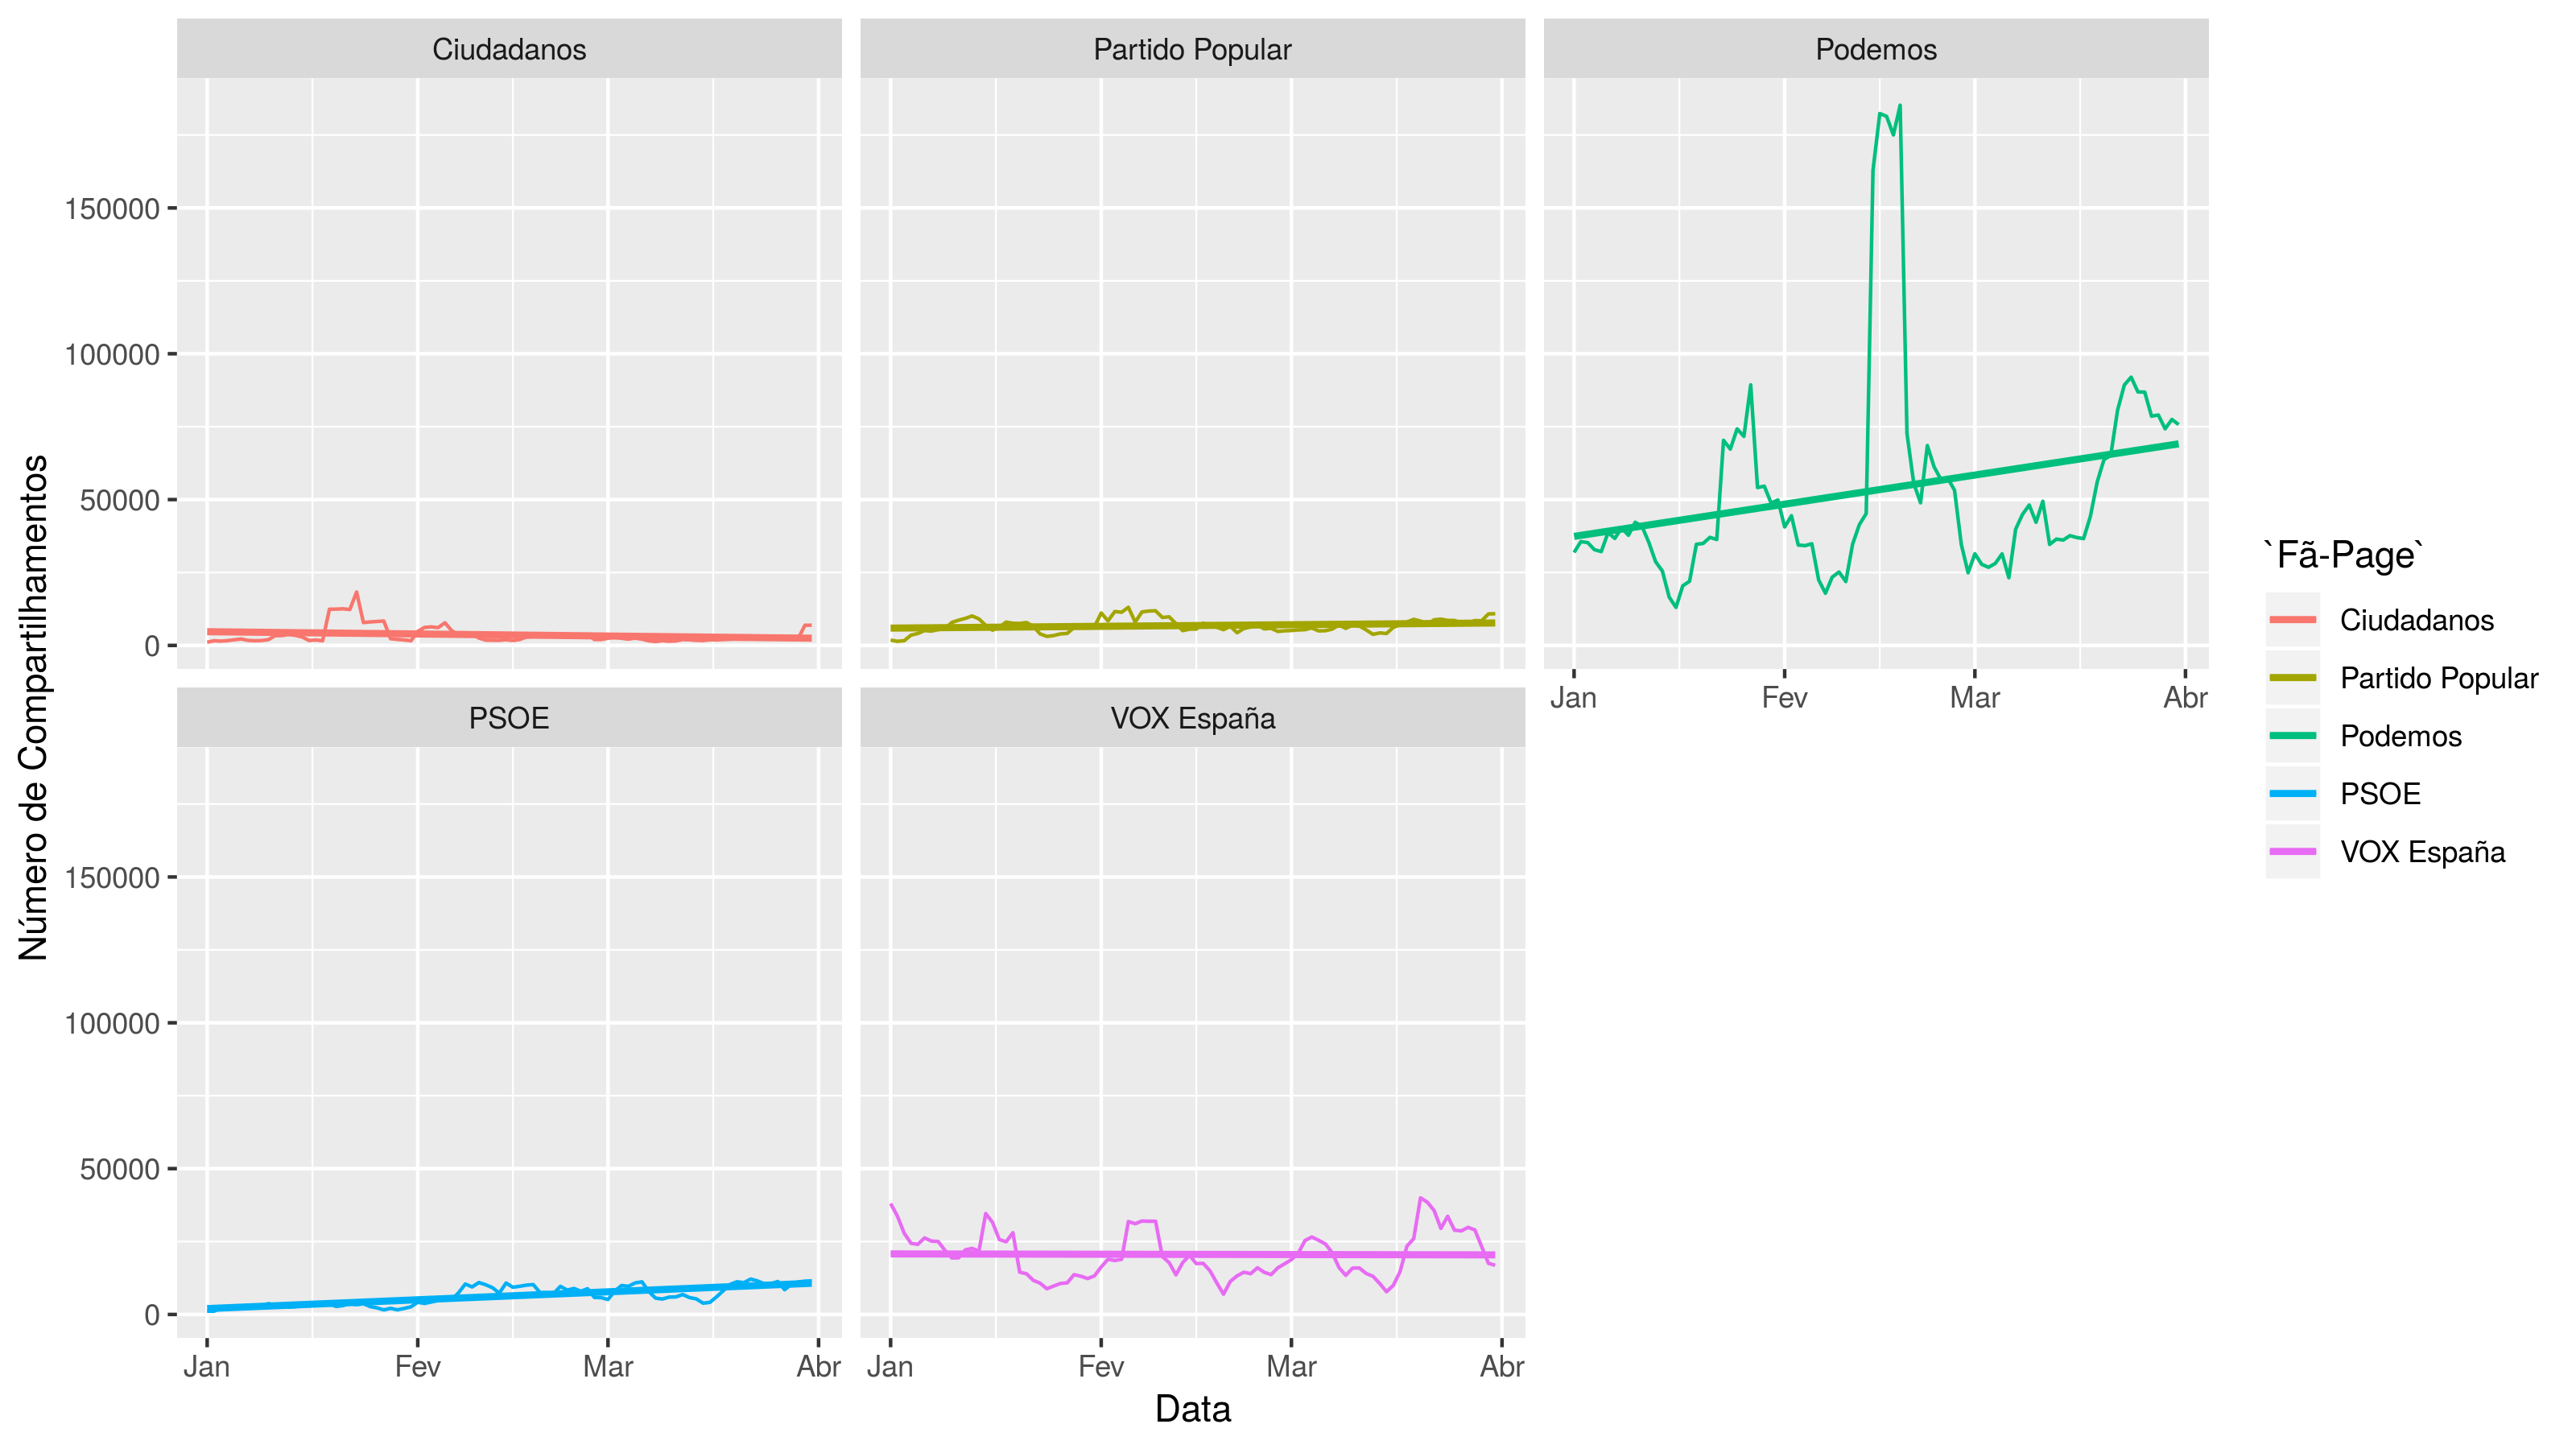 Ciudadanos
Partido Popular
Podemos
150000
100000
50000
0
Jan Fev Mar Abr
PSOE
VOX España
150000
100000
50000
0
Jan Fev Mar Abr
Jan Fev Mar Abr
Data
Número de Compartilhamentos
`Fã-Page`
Ciudadanos
Partido Popular
Podemos
PSOE
VOX España